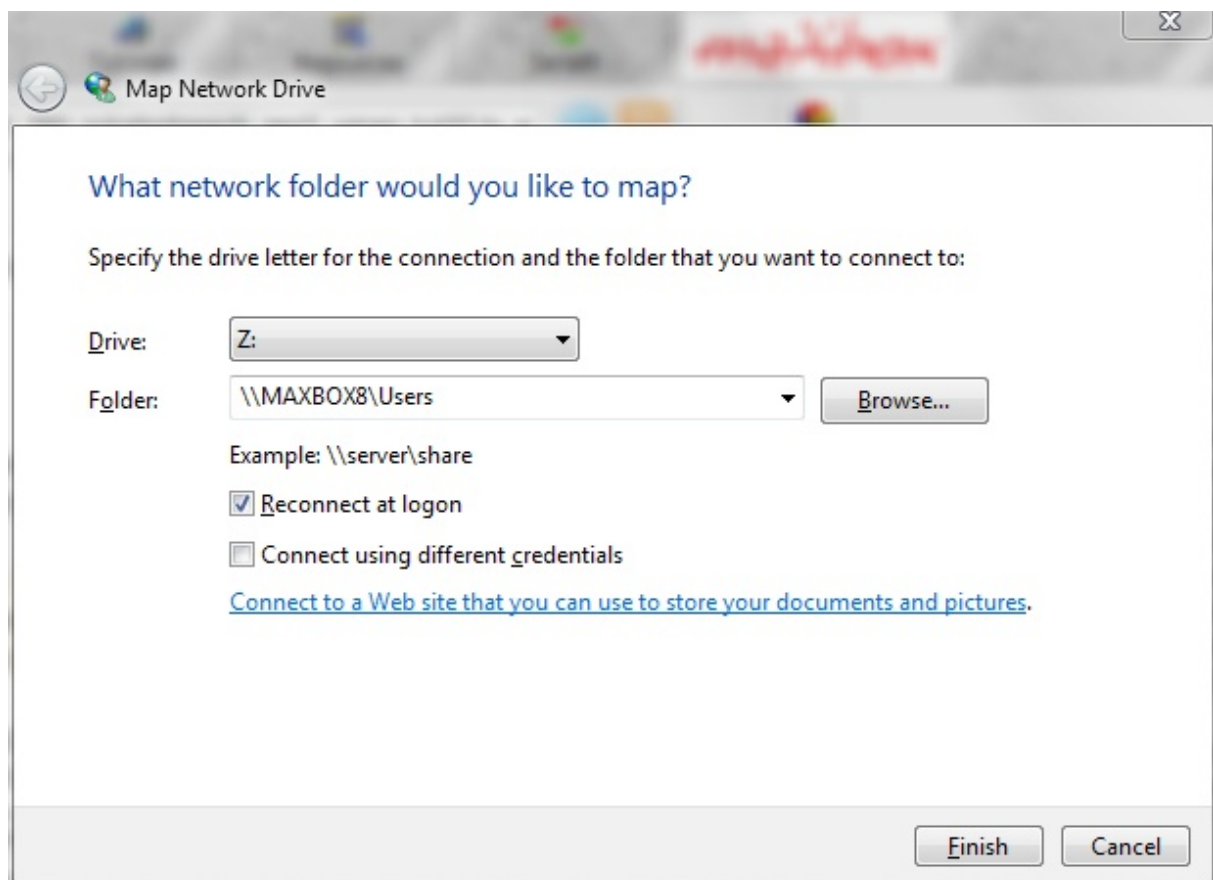 Map Network Drive
What network folder would you like to map?
Specify the drive letter for the connection and the folder that you want to connect to:
Drive: Z:
Folder: \\MAXBOX8\Users Browse...
Example: \\server\share
Reconnect at logon
Connect using different credentials
Connect to a Web site that you can use to store your documents and pictures.
Finish Cancel